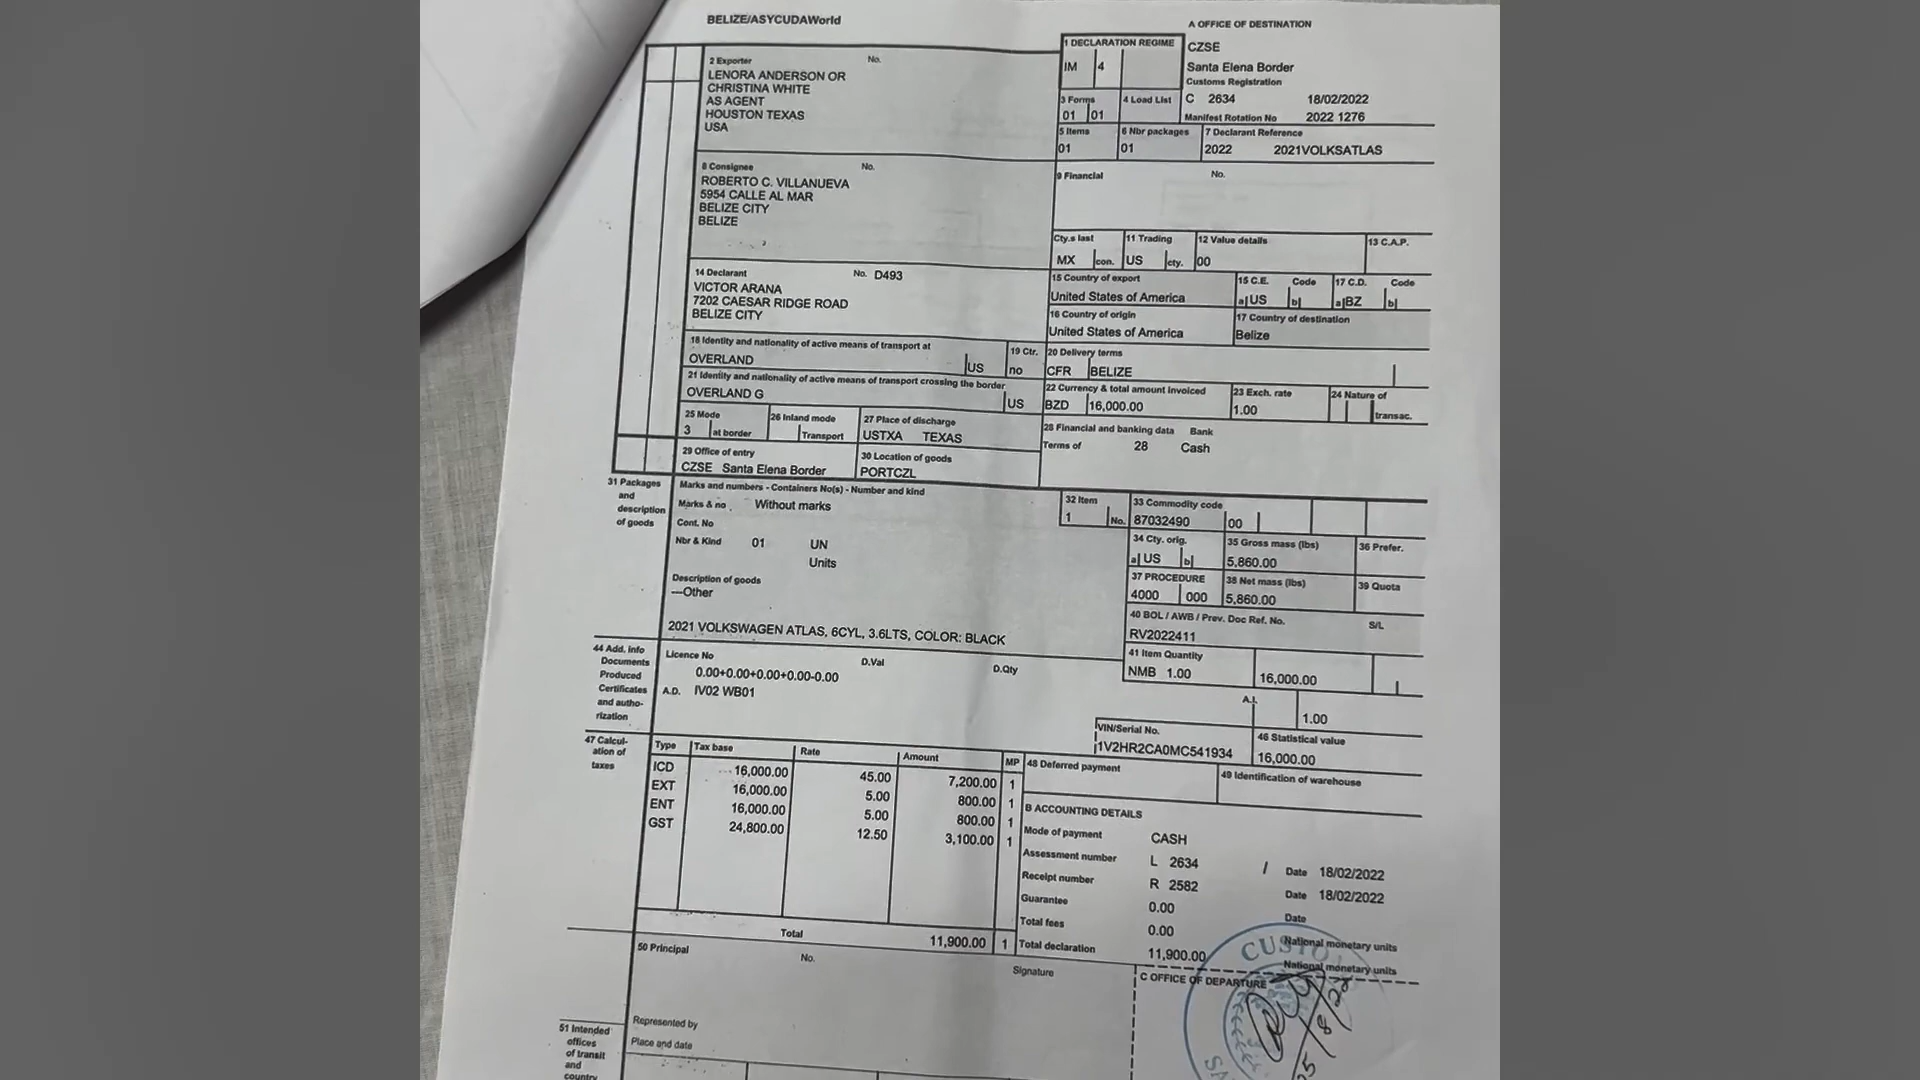 BELIZE/ASYCUDAWorld
A OFFICE OF DESTINATION
1 DECLARATION REGIME
IM 4
CZSE
Santa Elena Border
Customs Registration
C 2634 18/02/2022
Manifest Rotation No 2022 1276
2 Exporter No.
LENORA ANDERSON OR
CHRISTINA WHITE
AS AGENT
HOUSTON TEXAS
USA
3 Forms 4 Load List
01 01
5 Items 6 Nbr packages 7 Declarant Reference
01 01 2022 2021VOLKSATLAS
8 Consignee No.
ROBERTO C. VILLANUEVA
5954 CALLE AL MAR
BELIZE CITY
BELIZE
9 Financial No.
Cty.s last 11 Trading 12 Value details 13 C.A.P.
MX con. US cty. 00
14 Declarant No. D493
VICTOR ARANA
7202 CAESAR RIDGE ROAD
BELIZE CITY
15 Country of export 15 C.E. Code 17 C.D. Code
United States of America a US b a BZ b
16 Country of origin 17 Country of destination
United States of America Belize
18 Identity and nationality of active means of transport at 19 Ctr.
OVERLAND US no
20 Delivery terms
CFR BELIZE
21 Identity and nationality of active means of transport crossing the border
OVERLAND G US
22 Currency & total amount invoiced 23 Exch. rate 24 Nature of
BZD 16,000.00 1.00 transac.
25 Mode 26 Inland mode 27 Place of discharge
3 at border Transport USTXA TEXAS
28 Financial and banking data Bank
Terms of 28 Cash
29 Office of entry 30 Location of goods
CZSE Santa Elena Border PORTCZL
31 Packages
and
description
of goods
Marks and numbers - Containers No(s) - Number and kind
Marks & no Without marks
Cont. No
Nbr & Kind 01 UN
Units
Description of goods
---Other
2021 VOLKSWAGEN ATLAS, 6CYL, 3.6LTS, COLOR: BLACK
32 Item 33 Commodity code
1 No. 87032490 00
34 Cty. orig. 35 Gross mass (lbs) 36 Prefer.
a US b 5,860.00
37 PROCEDURE 38 Net mass (lbs) 39 Quota
4000 000 5,860.00
40 BOL / AWB / Prev. Doc Ref. No. S/L
RV2022411
41 Item Quantity
NMB 1.00 16,000.00
44 Add. info
Documents
Produced
Certificates
and autho-
rization
Licence No D.Val D.Qty
0.00+0.00+0.00+0.00-0.00
A.D. IV02 WB01
A.I.
1.00
VIN/Serial No. 46 Statistical value
1V2HR2CA0MC541934 16,000.00
47 Calcul-
ation of
taxes
Type Tax base Rate Amount MP
ICD 16,000.00 45.00 7,200.00 1
EXT 16,000.00 5.00 800.00 1
ENT 16,000.00 5.00 800.00 1
GST 24,800.00 12.50 3,100.00 1
Total 11,900.00 1
48 Deferred payment 49 Identification of warehouse
B ACCOUNTING DETAILS
Mode of payment CASH
Assessment number L 2634 / Date 18/02/2022
Receipt number R 2582 Date 18/02/2022
Guarantee 0.00 Date
Total fees 0.00 National monetary units
Total declaration 11,900.00 National monetary units
50 Principal No. Signature
C OFFICE OF DEPARTURE
Represented by
Place and date
51 Intended
offices
of transit
and
country